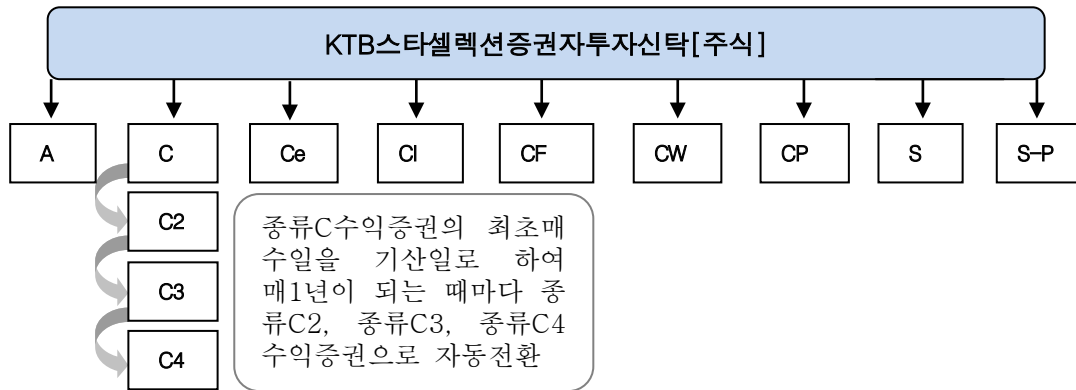 KTB스타셀렉션증권자투자신탁[주식]
A
C
Ce
CI
CF
CW
CP
S
S-P
C2
C3
C4
종류C수익증권의 최초매
수일을 기산일로 하여
매1년이 되는 때마다 종
류C2, 종류C3, 종류C4
수익증권으로 자동전환